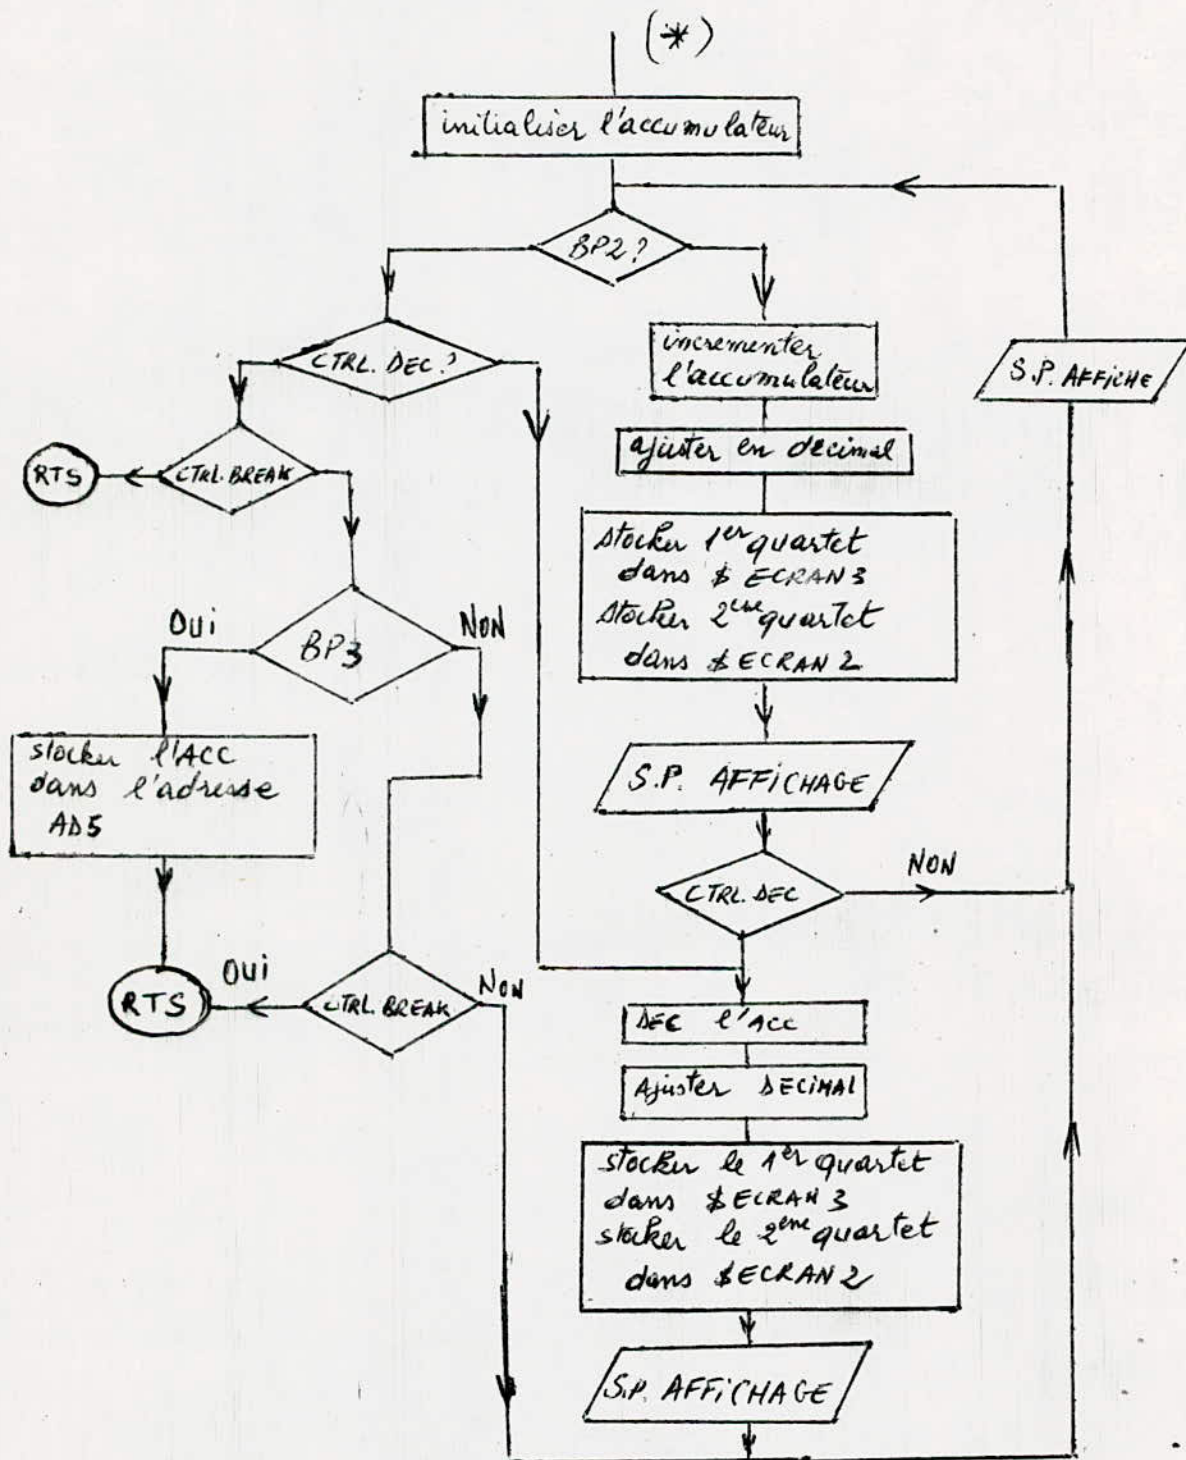 (*)
initialiser l'accumulateur
BP2?
CTRL. DEC.?
incrementer
l'accumulateur
S.P. AFFICHE
ajuster en decimal
RTS
CTRL.BREAK
stocker 1er quartet
dans $ ECRAN3
stocker 2eme quartet
dans $ECRAN2
OUI
NON
BP3
stocker l'ACC
dans l'adresse
AD5
S.P. AFFICHAGE
CTRL.DEC
NON
RTS
OUI
CTRL.BREAK
NON
DEC l'ACC
Ajuster DECIMAL
stocker le 1er quartet
dans $ECRAN3
stocker le 2eme quartet
dans $ECRAN2
S.P. AFFICHAGE